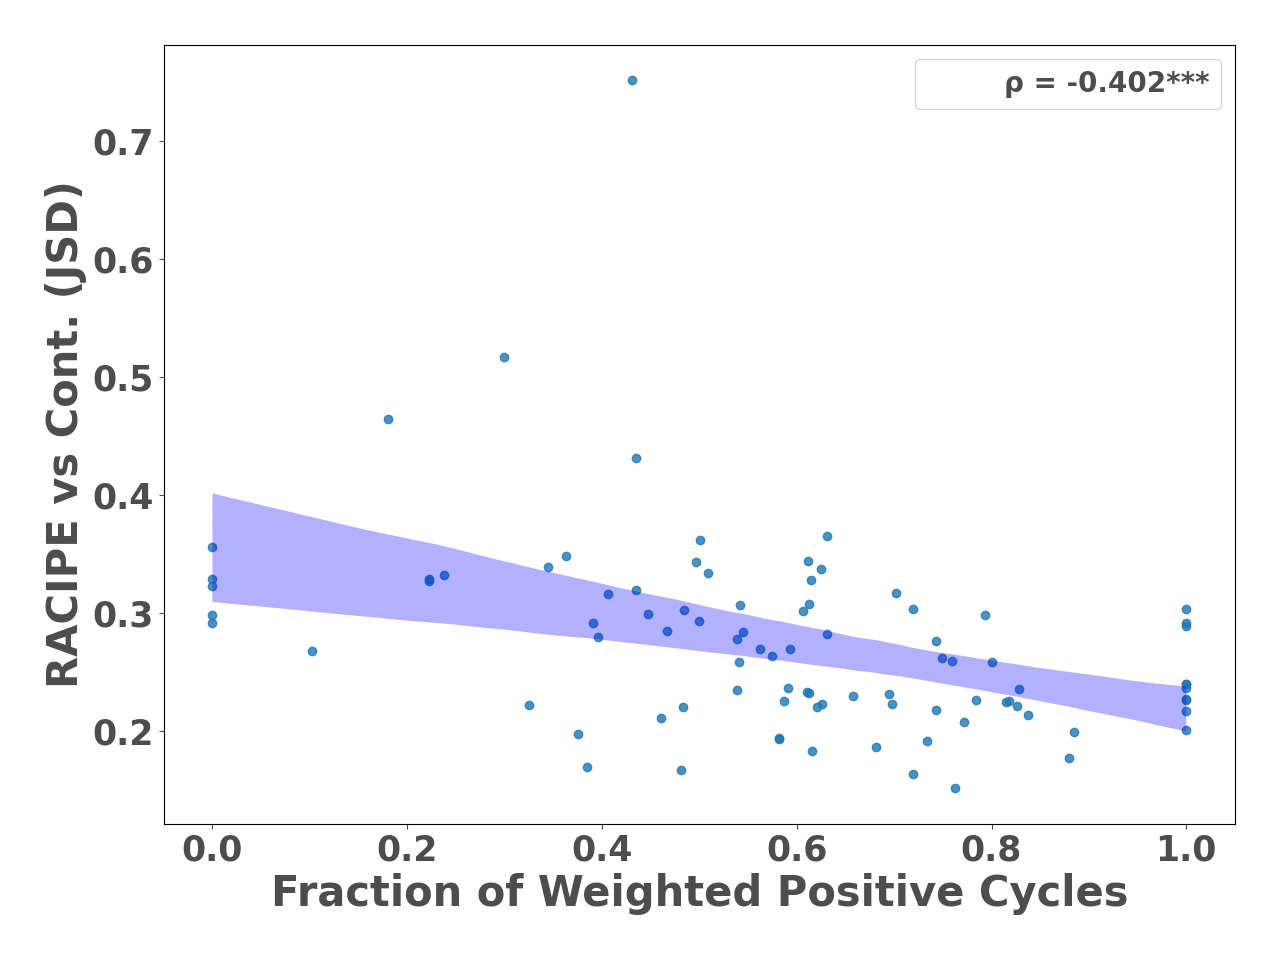 ρ = -0.402***
RACIPE vs Cont. (JSD)
0.7
0.6
0.5
0.4
0.3
0.2
0.0 0.2 0.4 0.6 0.8 1.0
Fraction of Weighted Positive Cycles